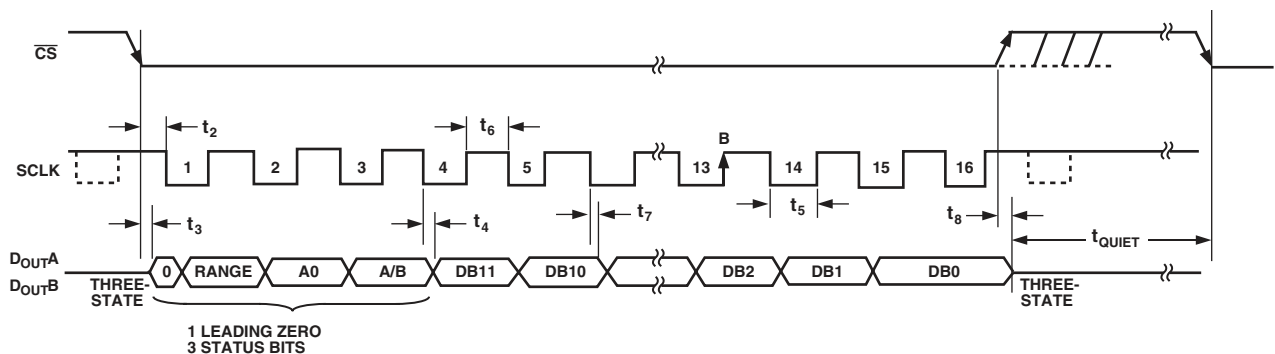 CS
t2
t6
B
SCLK
1 2 3 4 5 13 14 15 16
t3
t4
t7
t5
t8
tQUIET
DOUTA
DOUTB
THREE-
STATE
0 RANGE A0 A/B DB11 DB10 DB2 DB1 DB0
THREE-
STATE
1 LEADING ZERO
3 STATUS BITS